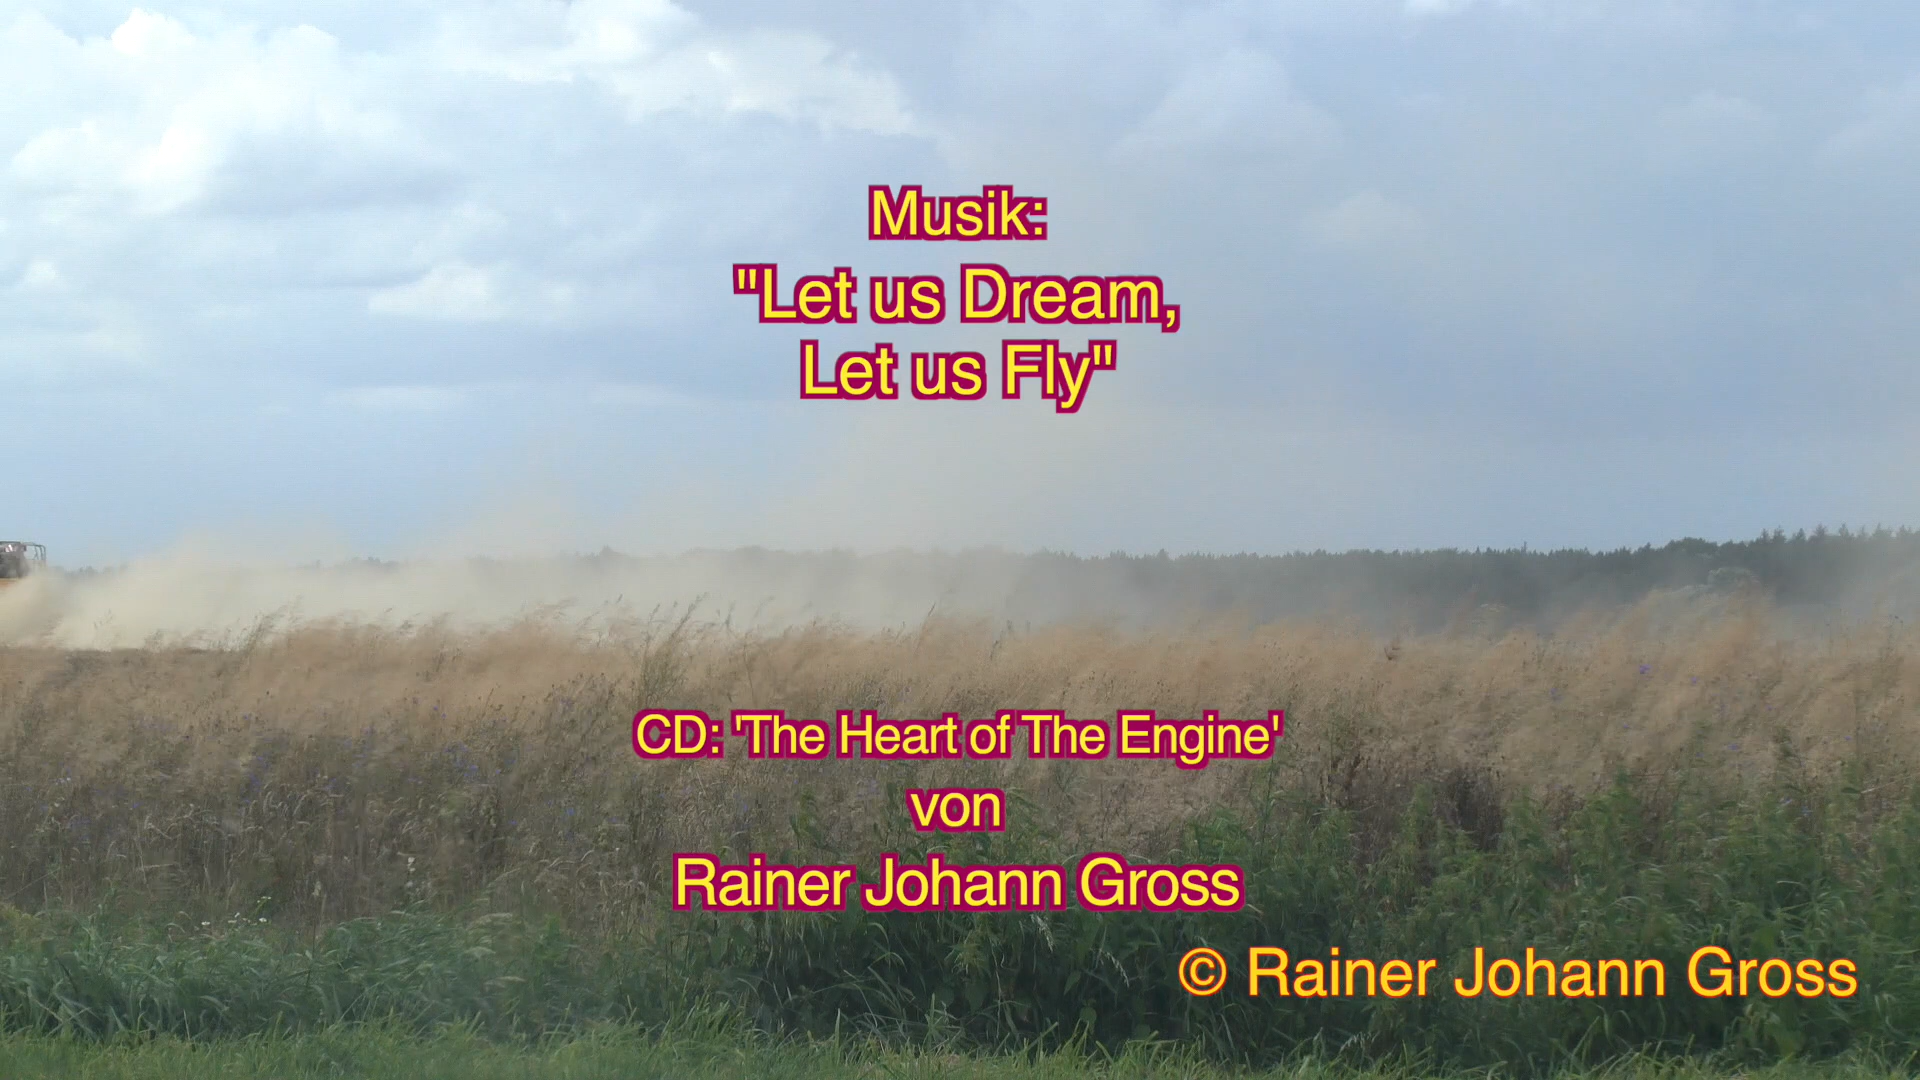 Musik:
"Let us Dream,
Let us Fly"
CD: 'The Heart of The Engine'
von
Rainer Johann Gross
© Rainer Johann Gross